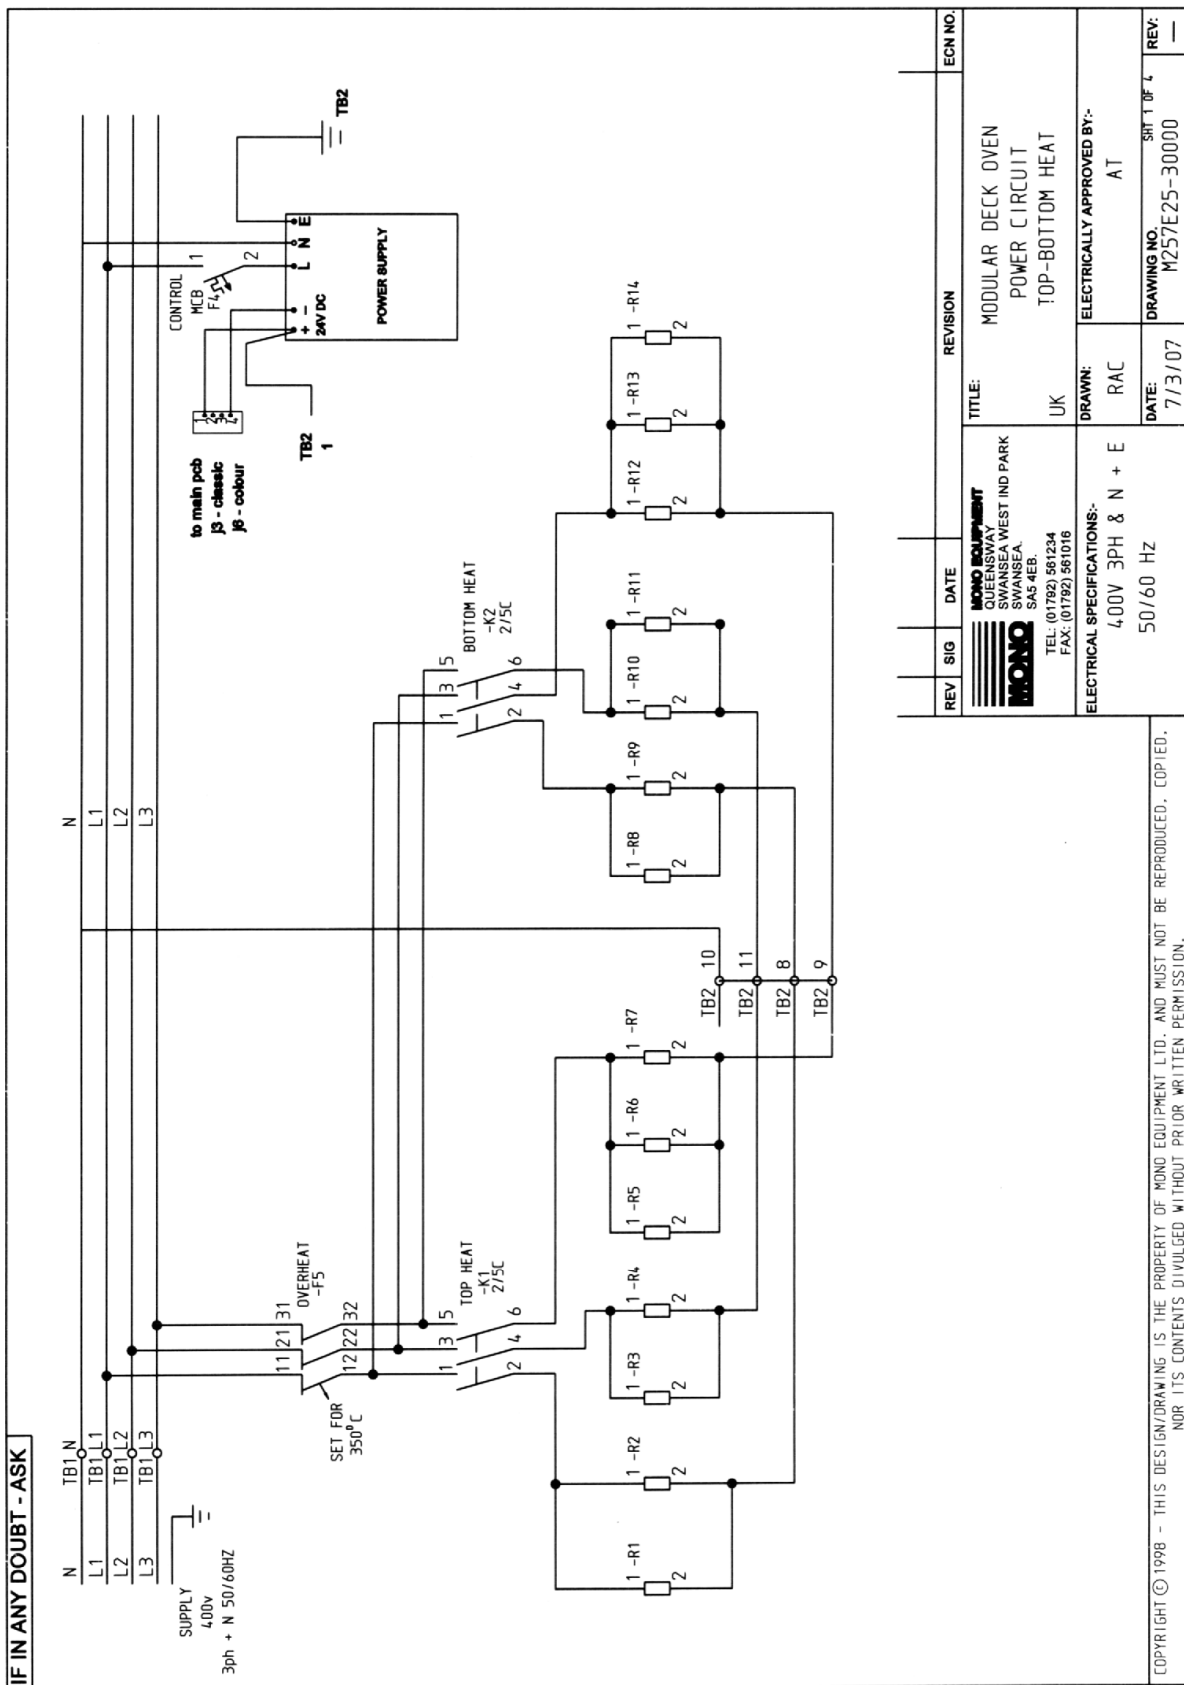 IF IN ANY DOUBT - ASK
N
L1
L2
L3
SUPPLY
400v
3ph + N 50/60HZ
TB1 N
TB1 L1
TB1 L2
TB1 L3
N
L1
L2
L3
SET FOR
350⁰C
OVERHEAT
-F5
11
21
31
12
22
32
TOP HEAT
-K1
2/5C
1
3
5
2
4
6
BOTTOM HEAT
-K2
2/5C
1
3
5
2
4
6
to main pcb
j3 - classic
j6 - colour
1
2
3
4
TB2
1
CONTROL
MCB
F4
1
2
+
–
L
N
E
24V DC
POWER SUPPLY
TB2
1 -R1
2
1 -R2
2
1 -R3
2
1 -R4
2
1 -R5
2
1 -R6
2
1 -R7
2
TB2 10
TB2 11
TB2 8
TB2 9
1 -R8
2
1 -R9
2
1 -R10
2
1 -R11
2
1 -R12
2
1 -R13
2
1 -R14
2
REV SIG DATE REVISION ECN NO.
MONO
MONO EQUIPMENT
QUEENSWAY
SWANSEA WEST IND PARK
SWANSEA.
SA5 4EB.
TEL: (01792) 561234
FAX: (01792) 561016
TITLE:
MODULAR DECK OVEN
POWER CIRCUIT
TOP-BOTTOM HEAT
UK
ELECTRICAL SPECIFICATIONS:-
400V 3PH & N + E
50/60 Hz
DRAWN:
RAC
ELECTRICALLY APPROVED BY:-
AT
DATE:
7/3/07
DRAWING NO.
SHT 1 OF 4
M257E25-30000
REV:
—
COPYRIGHT © 1998 - THIS DESIGN/DRAWING IS THE PROPERTY OF MONO EQUIPMENT LTD. AND MUST NOT BE REPRODUCED, COPIED,
NOR ITS CONTENTS DIVULGED WITHOUT PRIOR WRITTEN PERMISSION.